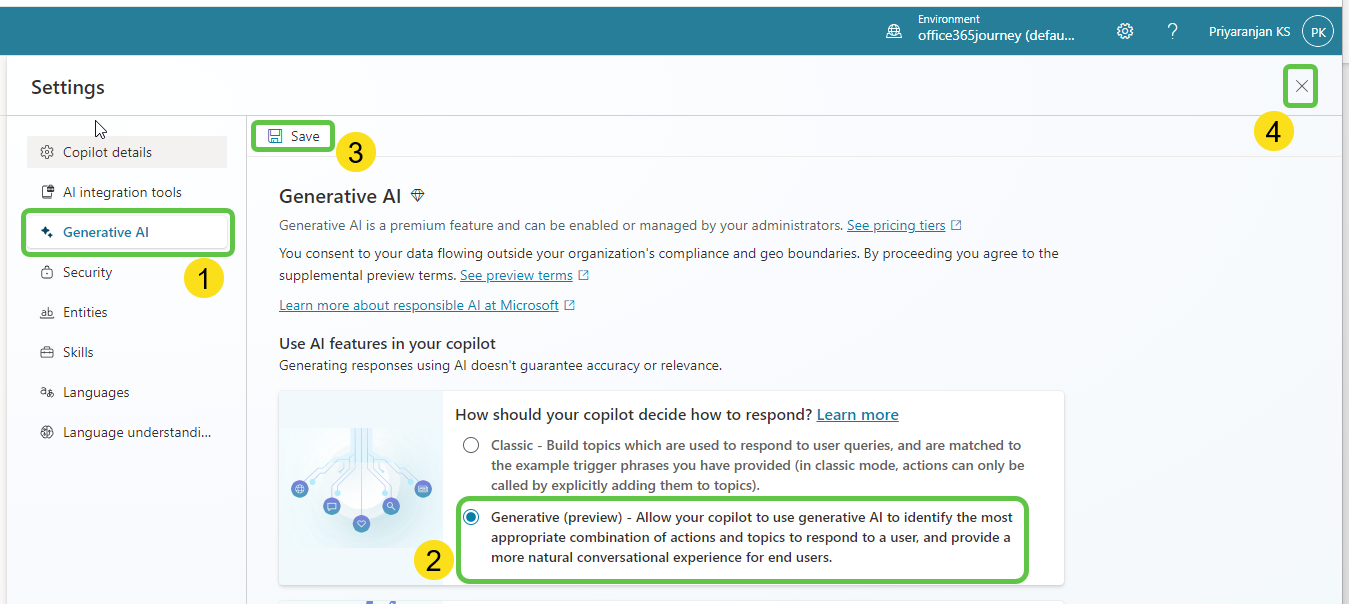 Environment
office365journey (defau...
Priyaranjan KS
PK
Settings
4
Save
3
Copilot details
AI integration tools
Generative AI
1
Security
Entities
Skills
Languages
Language understandi...
Generative AI
Generative AI is a premium feature and can be enabled or managed by your administrators. See pricing tiers
You consent to your data flowing outside your organization's compliance and geo boundaries. By proceeding you agree to the
supplemental preview terms. See preview terms
Learn more about responsible AI at Microsoft
Use AI features in your copilot
Generating responses using AI doesn't guarantee accuracy or relevance.
How should your copilot decide how to respond? Learn more
Classic - Build topics which are used to respond to user queries, and are matched to
the example trigger phrases you have provided (in classic mode, actions can only be
called by explicitly adding them to topics).
Generative (preview) - Allow your copilot to use generative AI to identify the most
appropriate combination of actions and topics to respond to a user, and provide a
more natural conversational experience for end users.
2